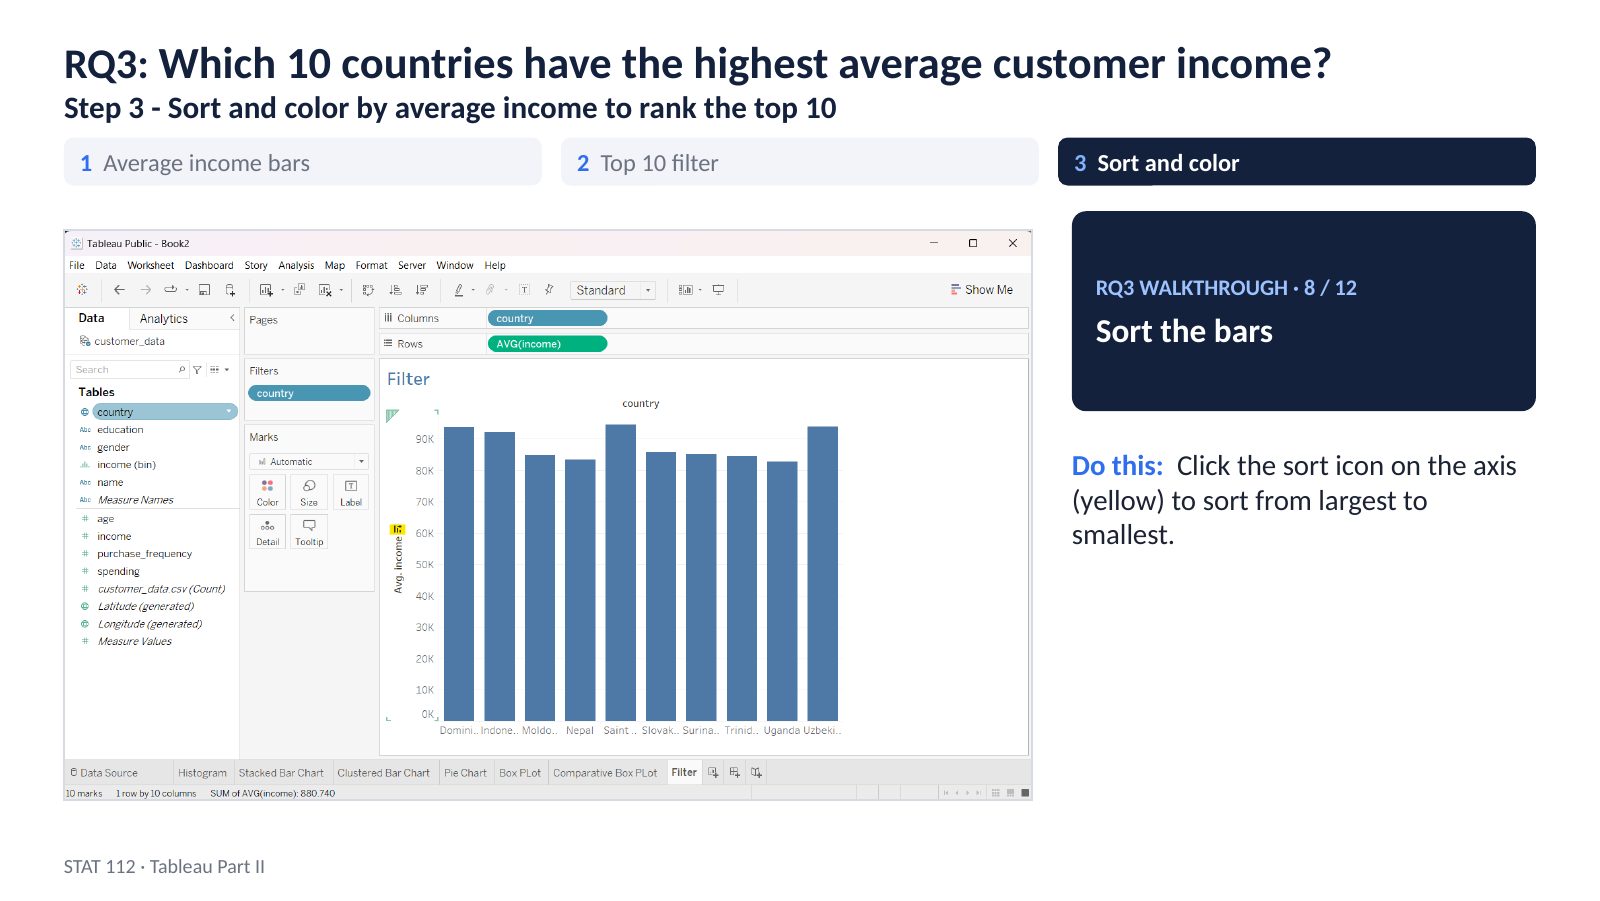 RQ3: Which 10 countries have the highest average customer income?
Step 3 - Sort and color by average income to rank the top 10
1 Average income bars
2 Top 10 filter
3 Sort and color
Tableau Public - Book2
File Data Worksheet Dashboard Story Analysis Map Format Server Window Help
Standard
Show Me
Data Analytics
customer_data
Search
Tables
country
education
gender
income (bin)
name
Measure Names
age
income
purchase_frequency
spending
customer_data.csv (Count)
Latitude (generated)
Longitude (generated)
Measure Values
Pages
Filters
country
Marks
Automatic
Color Size Label
Detail Tooltip
Columns country
Rows AVG(income)
Filter
country
90K
80K
70K
60K
50K
40K
30K
20K
10K
0K
Avg. income
Domini.. Indone.. Moldo.. Nepal Saint .. Slovak.. Surina.. Trinid.. Uganda Uzbeki..
Data Source Histogram Stacked Bar Chart Clustered Bar Chart Pie Chart Box PLot Comparative Box PLot Filter
10 marks 1 row by 10 columns SUM of AVG(income): 880.740
RQ3 WALKTHROUGH · 8 / 12
Sort the bars
Do this: Click the sort icon on the axis
(yellow) to sort from largest to
smallest.
STAT 112 · Tableau Part II